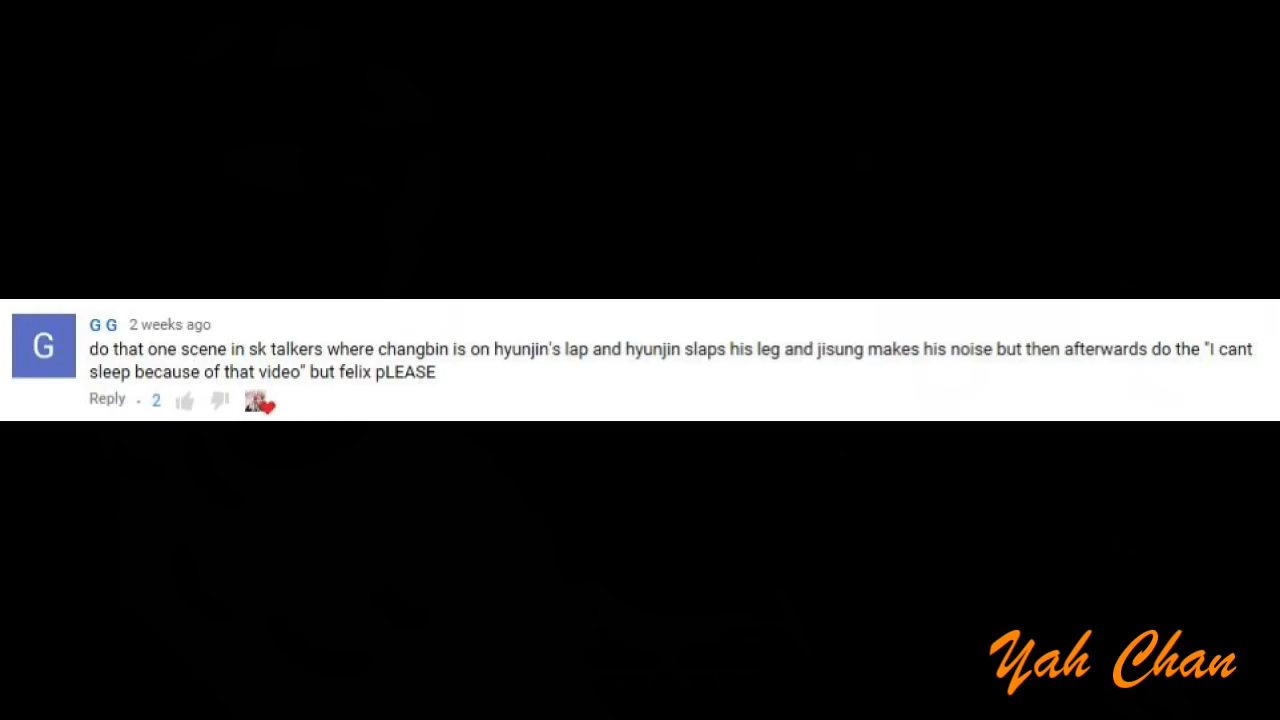 G
G G 2 weeks ago
do that one scene in sk talkers where changbin is on hyunjin's lap and hyunjin slaps his leg and jisung makes his noise but then afterwards do the "I cant
sleep because of that video" but felix pLEASE
Reply . 2
Yah Chan